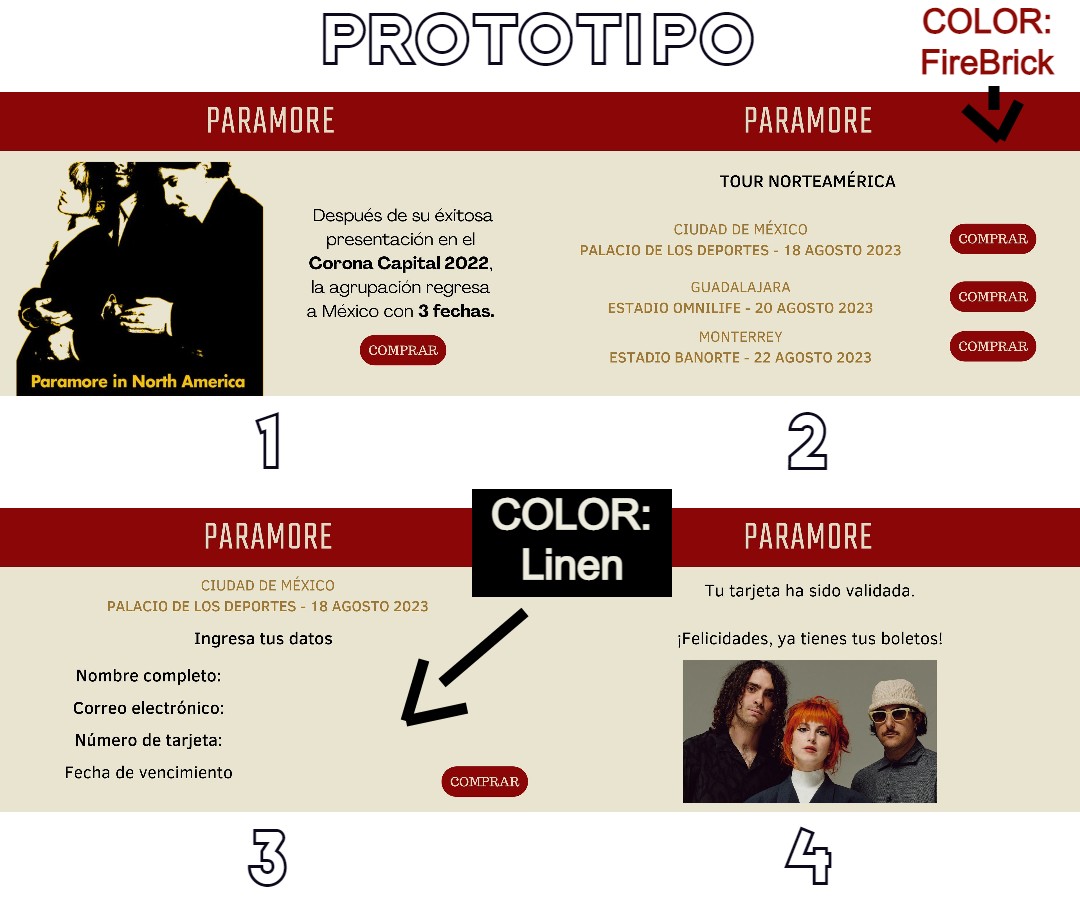 PROTOTIPO
COLOR:
FireBrick
PARAMORE
Paramore in North America
Después de su éxitosa
presentación en el
Corona Capital 2022,
la agrupación regresa
a México con 3 fechas.
COMPRAR
1
PARAMORE
TOUR NORTEAMÉRICA
CIUDAD DE MÉXICO
PALACIO DE LOS DEPORTES - 18 AGOSTO 2023
COMPRAR
GUADALAJARA
ESTADIO OMNILIFE - 20 AGOSTO 2023
COMPRAR
MONTERREY
ESTADIO BANORTE - 22 AGOSTO 2023
COMPRAR
2
COLOR:
Linen
PARAMORE
CIUDAD DE MÉXICO
PALACIO DE LOS DEPORTES - 18 AGOSTO 2023
Ingresa tus datos
Nombre completo:
Correo electrónico:
Número de tarjeta:
Fecha de vencimiento
COMPRAR
3
PARAMORE
Tu tarjeta ha sido validada.
¡Felicidades, ya tienes tus boletos!
4